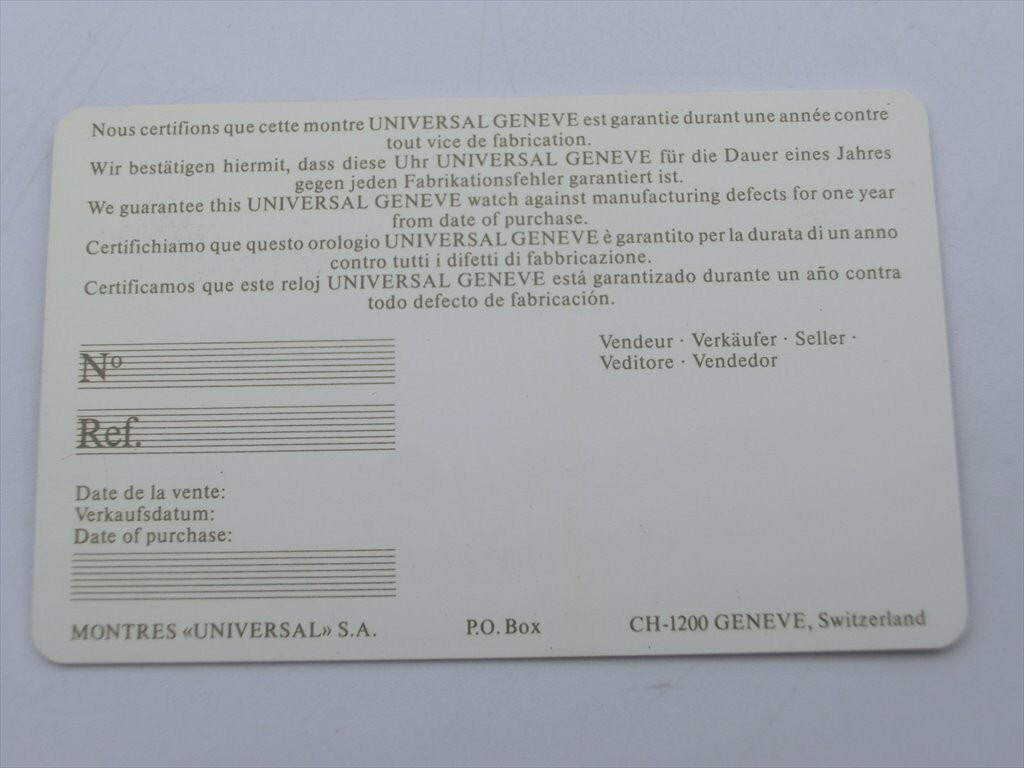 Nous certifions que cette montre UNIVERSAL GENEVE est garantie durant une année contre
tout vice de fabrication.
Wir bestätigen hiermit, dass diese Uhr UNIVERSAL GENEVE für die Dauer eines Jahres
gegen jeden Fabrikationsfehler garantiert ist.
We guarantee this UNIVERSAL GENEVE watch against manufacturing defects for one year
from date of purchase.
Certifichiamo que questo orologio UNIVERSAL GENEVE è garantito per la durata di un anno
contro tutti i difetti di fabbricazione.
Certificamos que este reloj UNIVERSAL GENEVE está garantizado durante un año contra
todo defecto de fabricación.
Vendeur · Verkäufer · Seller ·
Veditore · Vendedor
Nº
Ref.
Date de la vente:
Verkaufsdatum:
Date of purchase:
MONTRES «UNIVERSAL» S.A. P.O. Box CH-1200 GENEVE, Switzerland